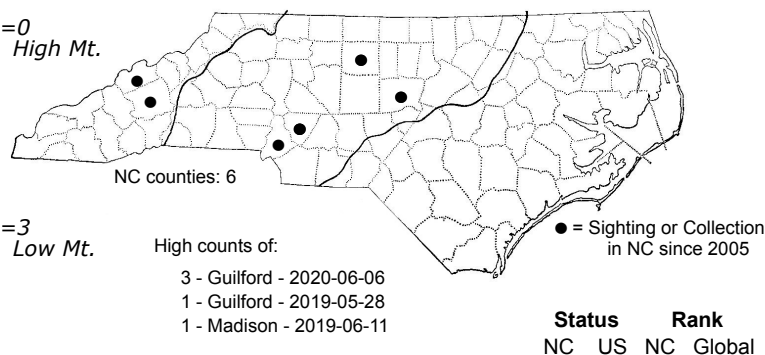 =0
High Mt.
NC counties: 6
=3
Low Mt.
High counts of:
3 - Guilford - 2020-06-06
1 - Guilford - 2019-05-28
1 - Madison - 2019-06-11
● = Sighting or Collection
in NC since 2005
Status Rank
NC US NC Global